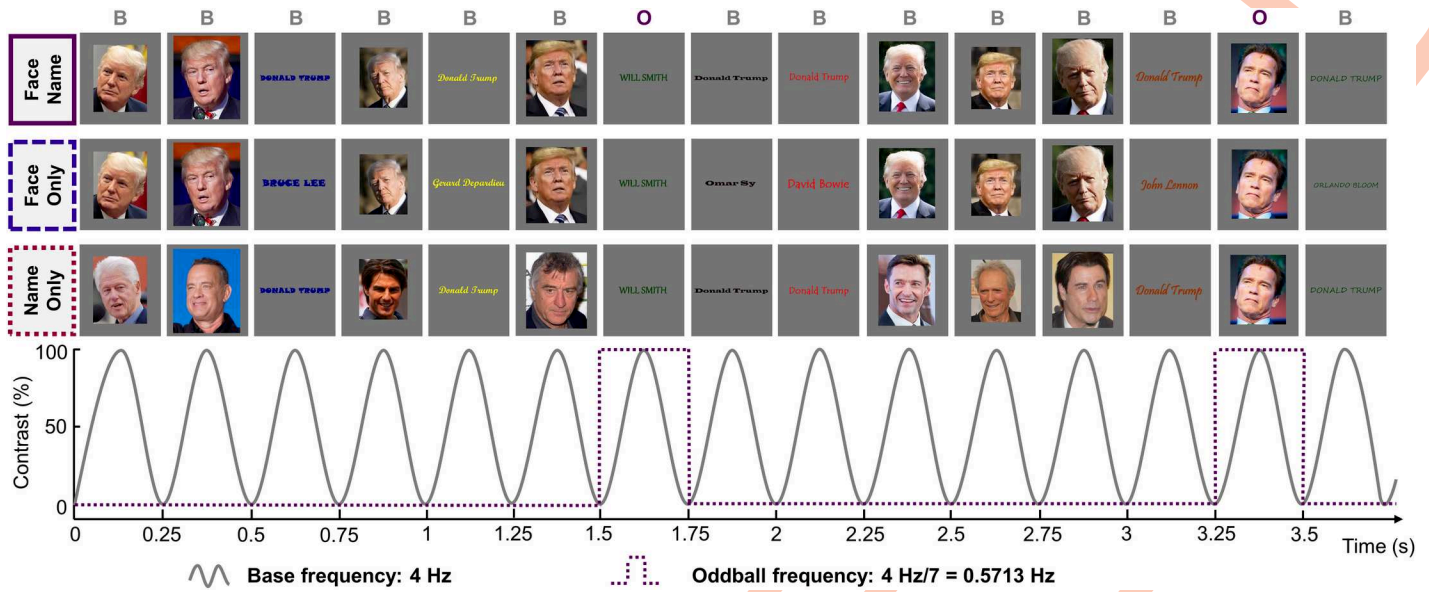 B B B B B B O B B B B B B O B
Face Name
DONALD TRUMP Donald Trump WILL SMITH Donald Trump Donald Trump Donald Trump DONALD TRUMP
Face Only
BRUCE LEE Gerard Depardieu WILL SMITH Omar Sy David Bowie John Lennon ORLANDO BLOOM
Name Only
DONALD TRUMP Donald Trump WILL SMITH Donald Trump Donald Trump Donald Trump DONALD TRUMP
Contrast (%)
100
50
0
0 0.25 0.5 0.75 1 1.25 1.5 1.75 2 2.25 2.5 2.75 3 3.25 3.5
Time (s)
Base frequency: 4 Hz
Oddball frequency: 4 Hz/7 = 0.5713 Hz